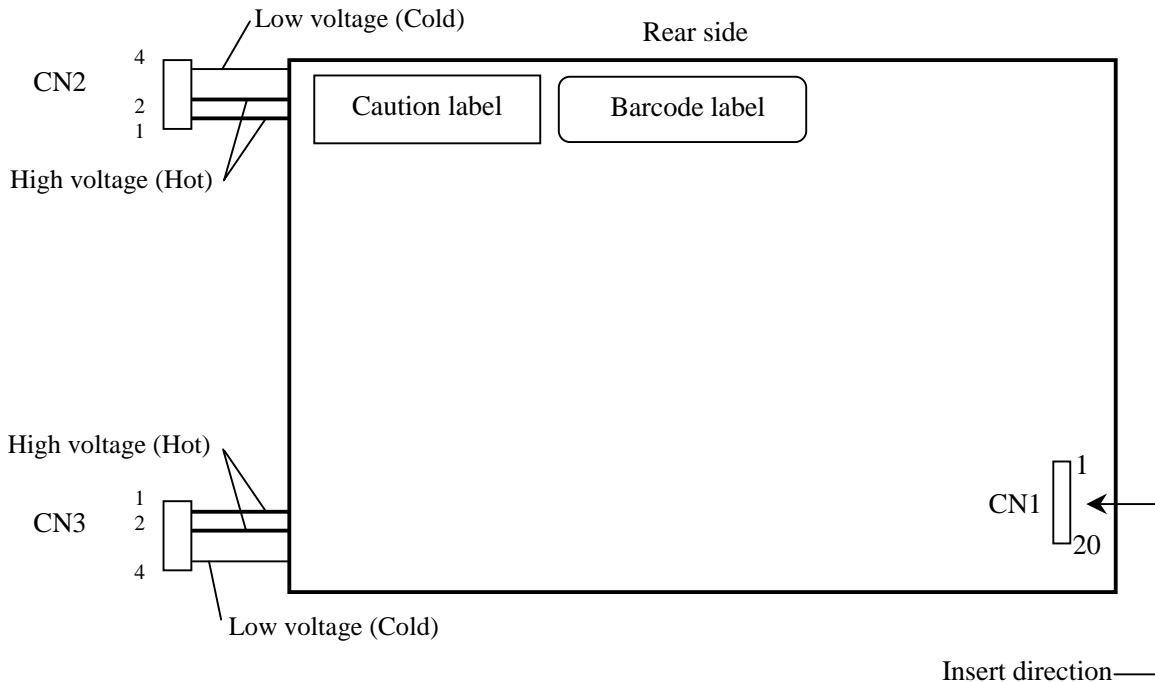 Low voltage (Cold)
Rear side
4
CN2
2
1
Caution label
Barcode label
High voltage (Hot)
High voltage (Hot)
1
CN3
2
4
1
CN1
20
Low voltage (Cold)
Insert direction